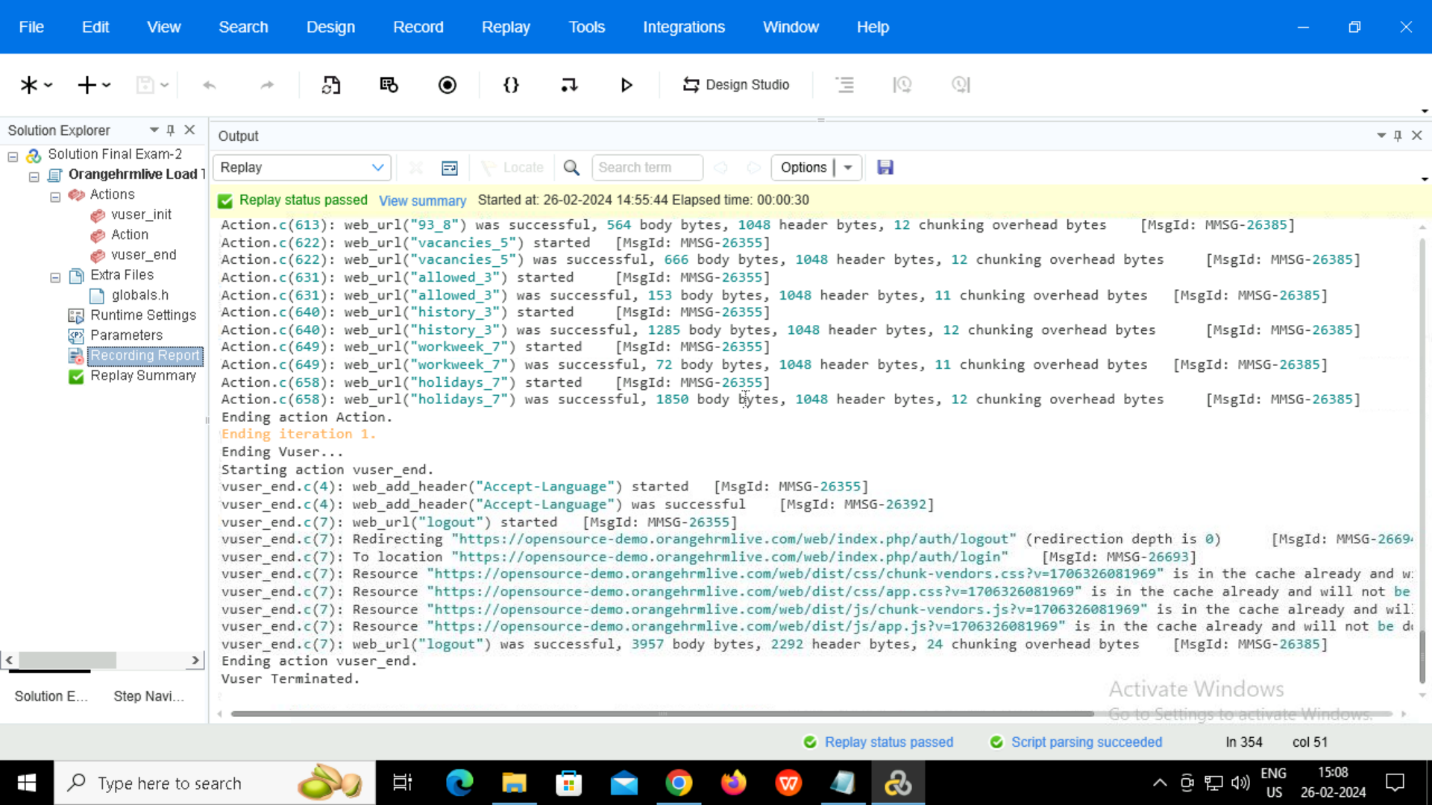 File Edit View Search Design Record Replay Tools Integrations Window Help
{} Design Studio
Solution Explorer
Output
Solution Final Exam-2
Orangehrmlive Load
Actions
vuser_init
Action
vuser_end
Extra Files
globals.h
Runtime Settings
Parameters
Recording Report
Replay Summary
Solution E... Step Navi...
Replay Locate Search term Options
Replay status passed View summary Started at: 26-02-2024 14:55:44 Elapsed time: 00:00:30
Action.c(613): web_url("93_8") was successful, 564 body bytes, 1048 header bytes, 12 chunking overhead bytes [MsgId: MMSG-26385]
Action.c(622): web_url("vacancies_5") started [MsgId: MMSG-26355]
Action.c(622): web_url("vacancies_5") was successful, 666 body bytes, 1048 header bytes, 12 chunking overhead bytes [MsgId: MMSG-26385]
Action.c(631): web_url("allowed_3") started [MsgId: MMSG-26355]
Action.c(631): web_url("allowed_3") was successful, 153 body bytes, 1048 header bytes, 11 chunking overhead bytes [MsgId: MMSG-26385]
Action.c(640): web_url("history_3") started [MsgId: MMSG-26355]
Action.c(640): web_url("history_3") was successful, 1285 body bytes, 1048 header bytes, 12 chunking overhead bytes [MsgId: MMSG-26385]
Action.c(649): web_url("workweek_7") started [MsgId: MMSG-26355]
Action.c(649): web_url("workweek_7") was successful, 72 body bytes, 1048 header bytes, 11 chunking overhead bytes [MsgId: MMSG-26385]
Action.c(658): web_url("holidays_7") started [MsgId: MMSG-26355]
Action.c(658): web_url("holidays_7") was successful, 1850 body bytes, 1048 header bytes, 12 chunking overhead bytes [MsgId: MMSG-26385]
Ending action Action.
Ending iteration 1.
Ending Vuser...
Starting action vuser_end.
vuser_end.c(4): web_add_header("Accept-Language") started [MsgId: MMSG-26355]
vuser_end.c(4): web_add_header("Accept-Language") was successful [MsgId: MMSG-26392]
vuser_end.c(7): web_url("logout") started [MsgId: MMSG-26355]
vuser_end.c(7): Redirecting "https://opensource-demo.orangehrmlive.com/web/index.php/auth/logout" (redirection depth is 0) [MsgId: MMSG-2669
vuser_end.c(7): To location "https://opensource-demo.orangehrmlive.com/web/index.php/auth/login" [MsgId: MMSG-26693]
vuser_end.c(7): Resource "https://opensource-demo.orangehrmlive.com/web/dist/css/chunk-vendors.css?v=1706326081969" is in the cache already and
vuser_end.c(7): Resource "https://opensource-demo.orangehrmlive.com/web/dist/css/app.css?v=1706326081969" is in the cache already and will not be
vuser_end.c(7): Resource "https://opensource-demo.orangehrmlive.com/web/dist/js/chunk-vendors.js?v=1706326081969" is in the cache already and wil
vuser_end.c(7): Resource "https://opensource-demo.orangehrmlive.com/web/dist/js/app.js?v=1706326081969" is in the cache already and will not be
vuser_end.c(7): web_url("logout") was successful, 3957 body bytes, 2292 header bytes, 24 chunking overhead bytes [MsgId: MMSG-26385]
Ending action vuser_end.
Vuser Terminated.
Activate Windows
Go to Settings to activate Windows.
Replay status passed Script parsing succeeded ln 354 col 51
Type here to search
ENG
US
15:08
26-02-2024